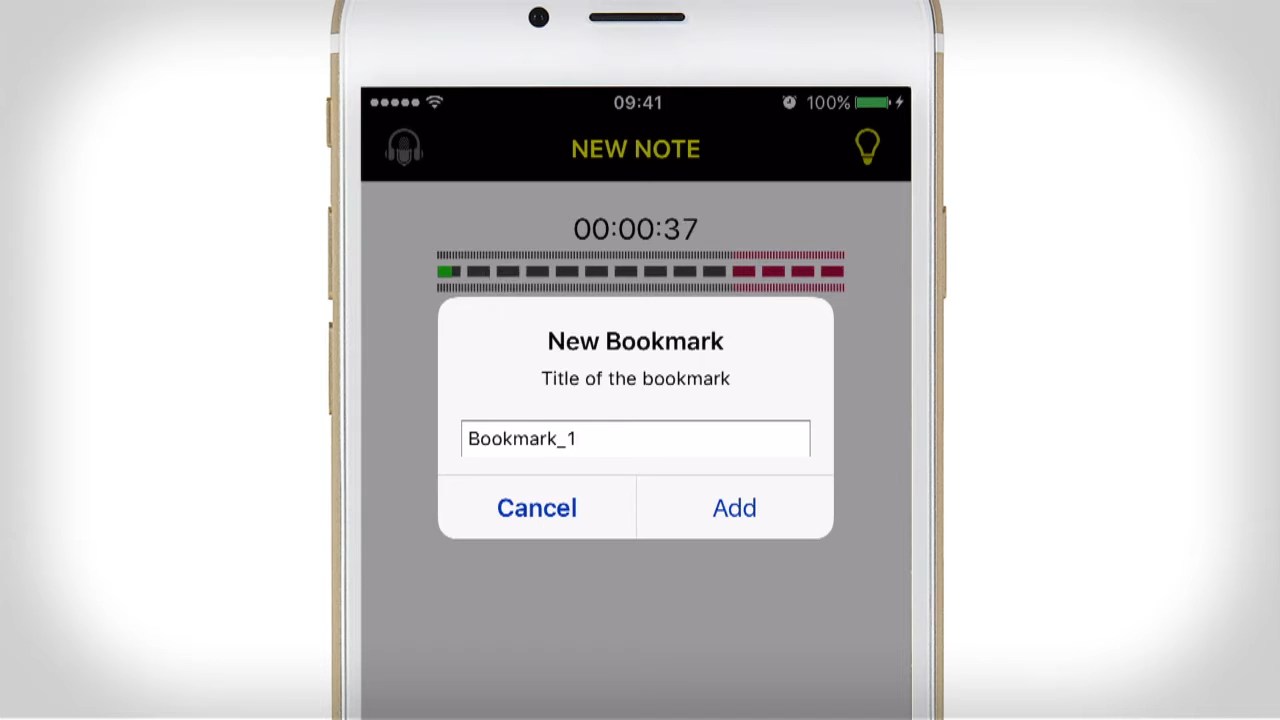 09:41
100%
NEW NOTE
00:00:37
New Bookmark
Title of the bookmark
Bookmark_1
Cancel
Add